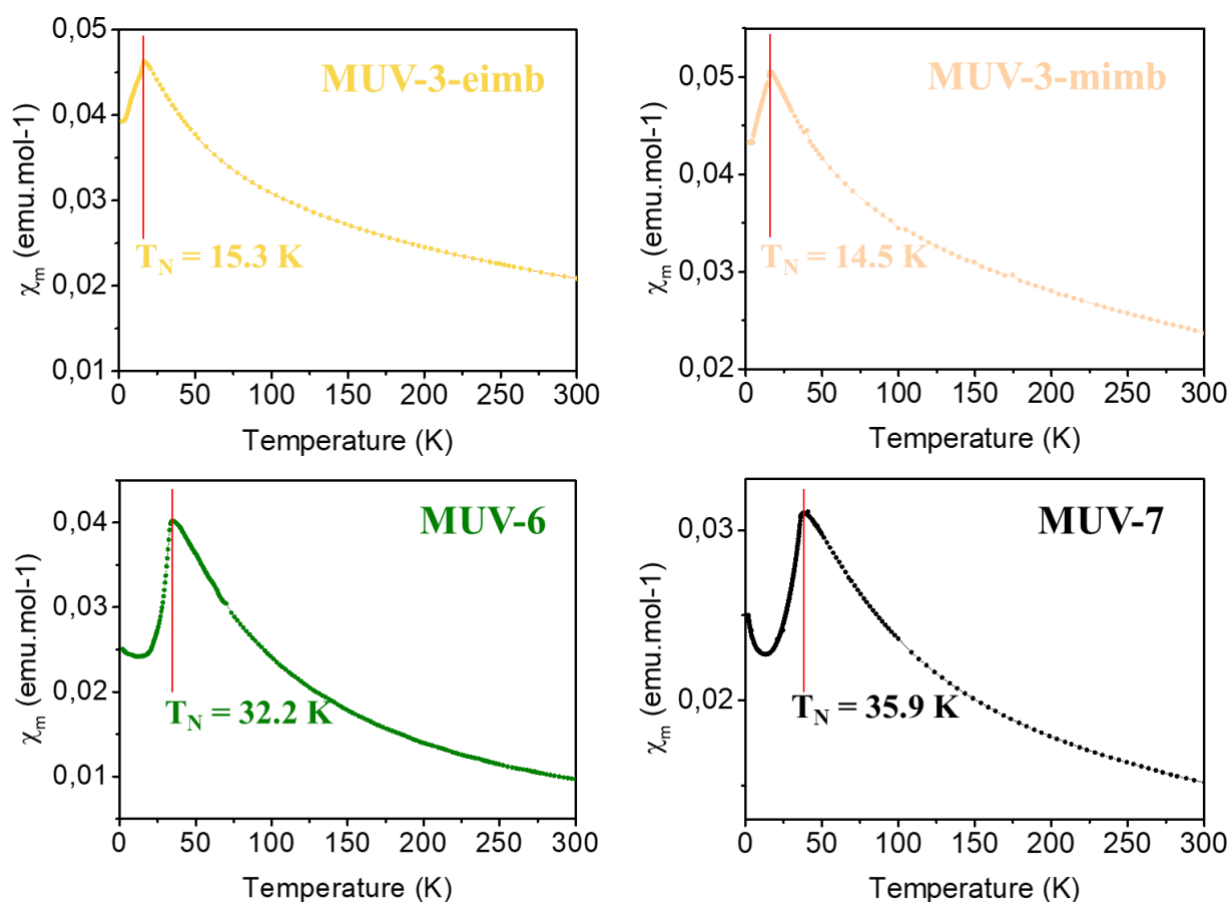 0,05
0,04
0,03
0,02
0,01
χm (emu.mol-1)
MUV-3-eimb
TN = 15.3 K
0 50 100 150 200 250 300
Temperature (K)
0,05
0,04
0,03
0,02
χm (emu.mol-1)
MUV-3-mimb
TN = 14.5 K
0 50 100 150 200 250 300
Temperature (K)
0,04
0,03
0,02
0,01
χm (emu.mol-1)
MUV-6
TN = 32.2 K
0 50 100 150 200 250 300
Temperature (K)
0,03
0,02
χm (emu.mol-1)
MUV-7
TN = 35.9 K
0 50 100 150 200 250 300
Temperature (K)